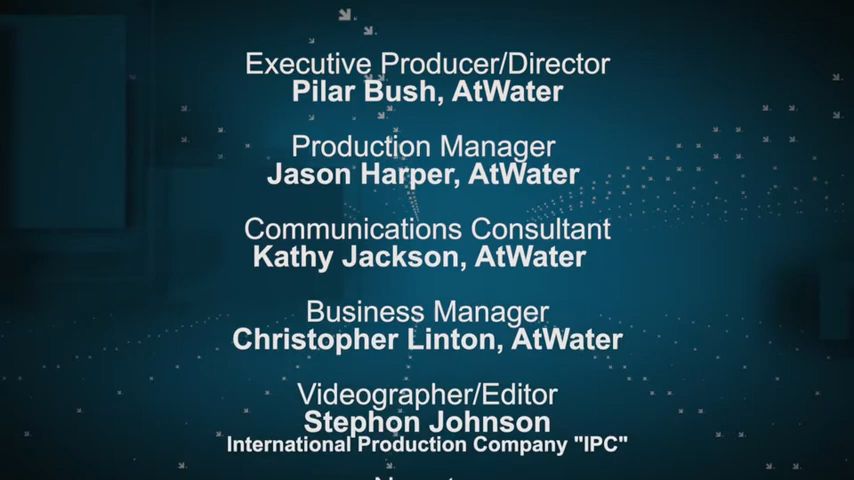 Executive Producer/Director
Pilar Bush, AtWater
Production Manager
Jason Harper, AtWater
Communications Consultant
Kathy Jackson, AtWater
Business Manager
Christopher Linton, AtWater
Videographer/Editor
Stephon Johnson
International Production Company "IPC"